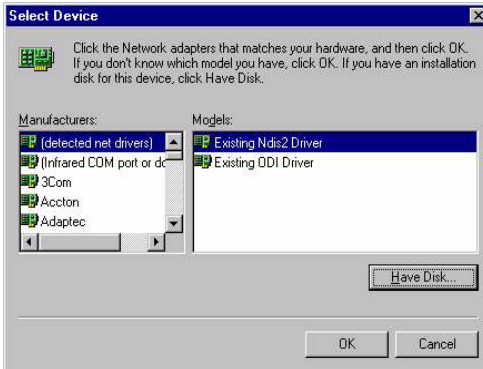 Select Device
Click the Network adapters that matches your hardware, and then click OK.
If you don't know which model you have, click OK. If you have an installation
disk for this device, click Have Disk.
Manufacturers:
(detected net drivers)
(Infrared COM port or dc
3Com
Accton
Adaptec
Models:
Existing Ndis2 Driver
Existing ODI Driver
Have Disk...
OK
Cancel